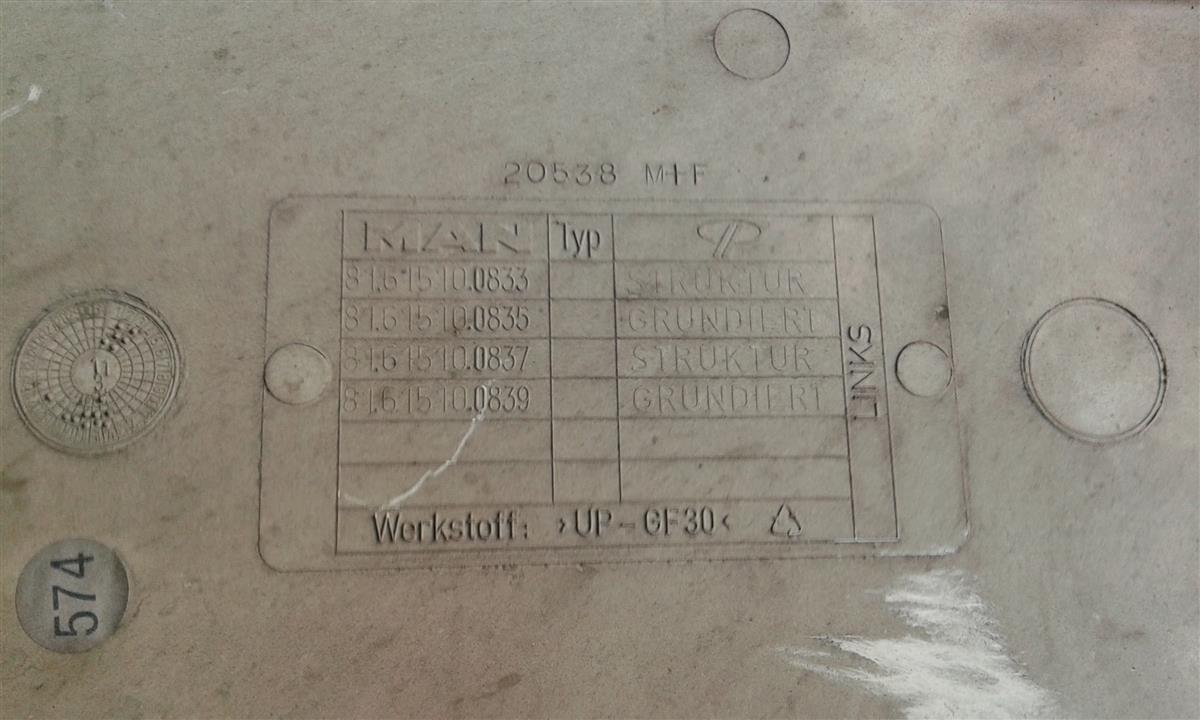 20538 M+F
MAN Typ
81.61510.0833 STRUKTUR
81.61510.0835 GRUNDIERT
81.61510.0837 STRUKTUR
81.61510.0839 GRUNDIERT
LINKS
Werkstoff: >UP-GF30<
574